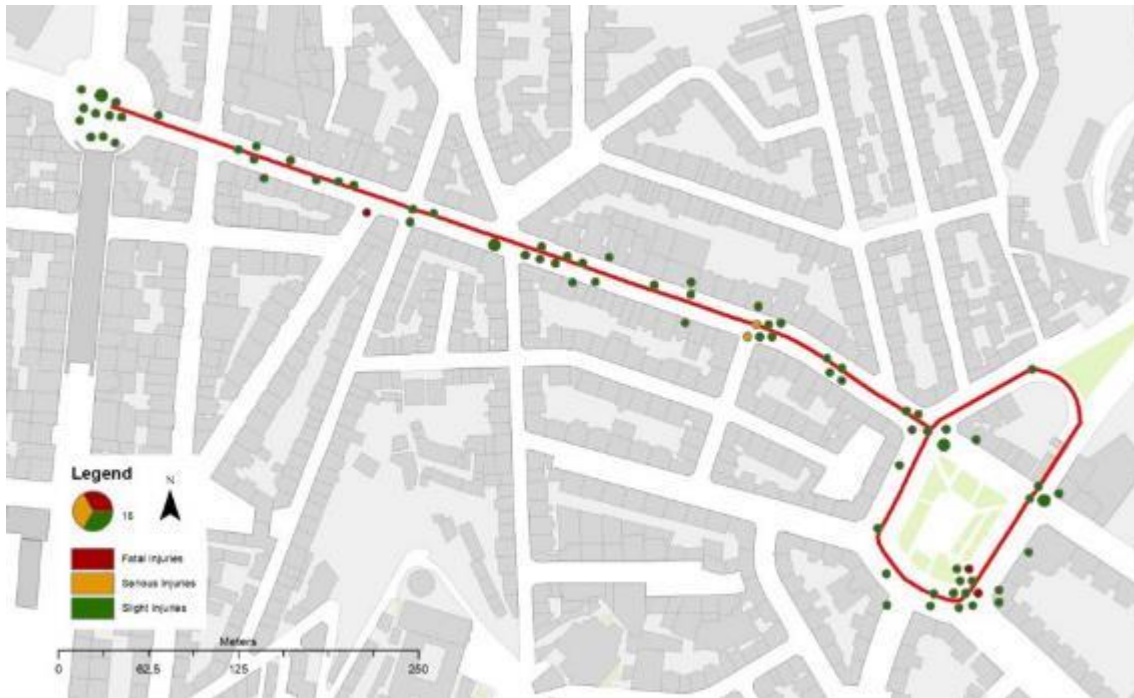 Legend
N
15
Fatal Injuries
Serious Injuries
Slight Injuries
Meters
0 62,5 125 250